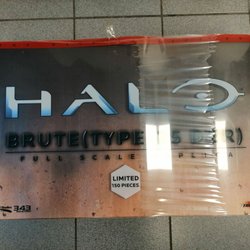 HALO
BRUTE(TYPE
FULL SCALE
LIMITED
150 PIECES
343